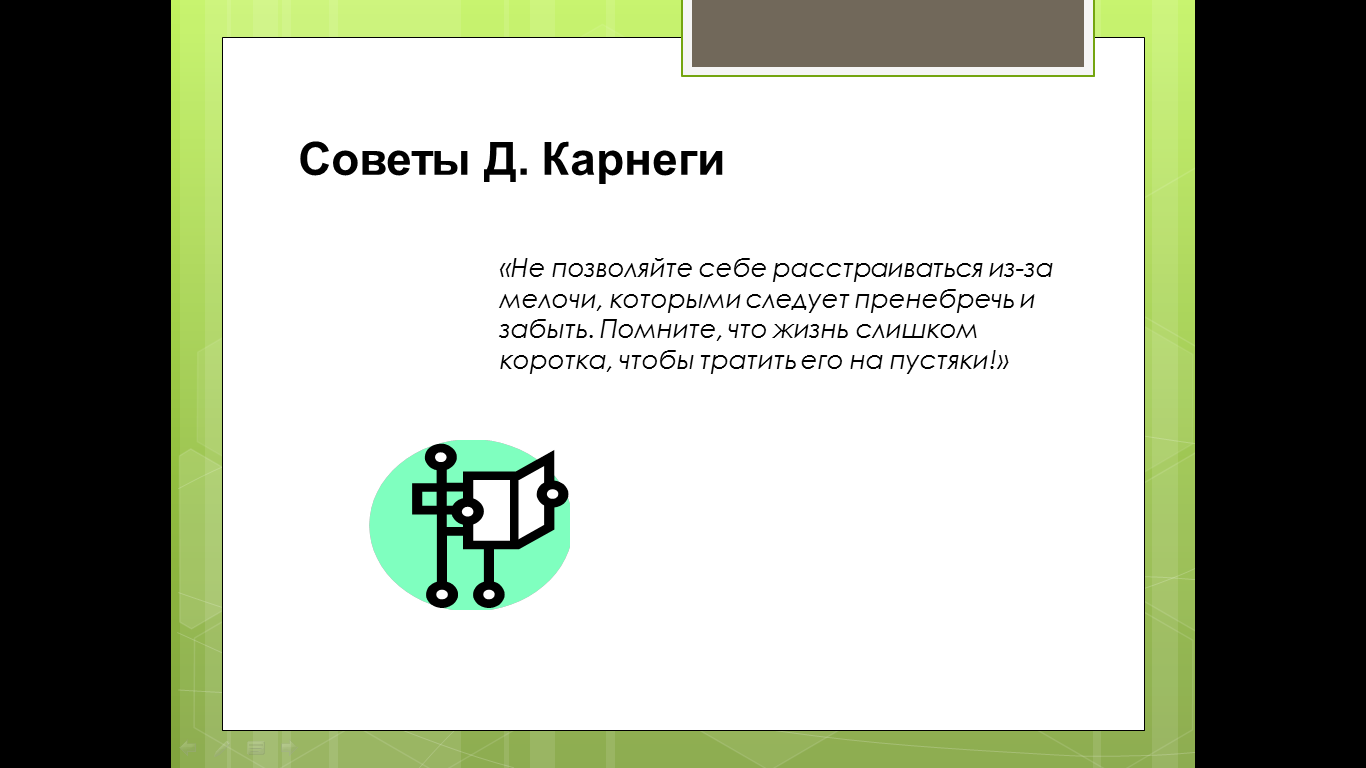 Советы Д. Карнеги
«Не позволяйте себе расстраиваться из-за
мелочи, которыми следует пренебречь и
забыть. Помните, что жизнь слишком
коротка, чтобы тратить его на пустяки!»